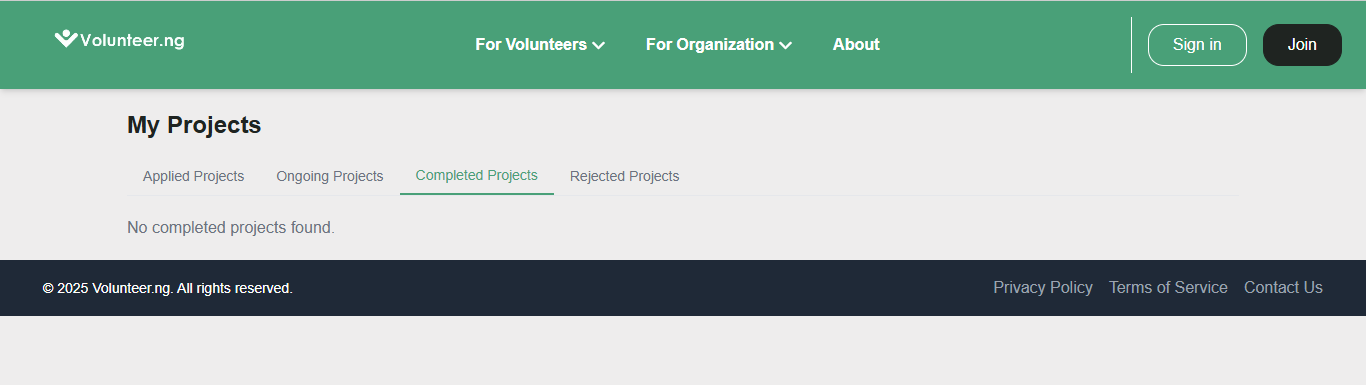 Volunteer.ng For Volunteers For Organization About Sign in Join
My Projects
Applied Projects Ongoing Projects Completed Projects Rejected Projects
No completed projects found.
© 2025 Volunteer.ng. All rights reserved. Privacy Policy Terms of Service Contact Us